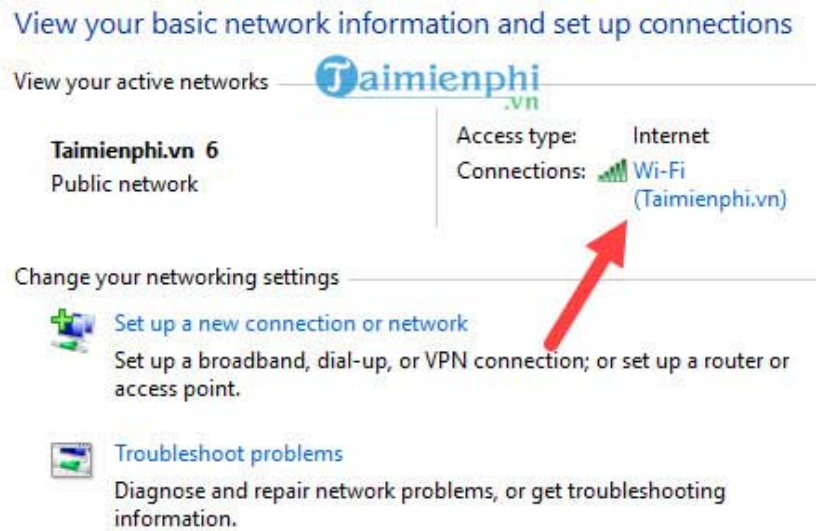 View your basic network information and set up connections
View your active networks
Taimienphi
.vn
Taimienphi.vn 6
Public network
Access type: Internet
Connections: Wi-Fi
(Taimienphi.vn)
Change your networking settings
Set up a new connection or network
Set up a broadband, dial-up, or VPN connection; or set up a router or
access point.
Troubleshoot problems
Diagnose and repair network problems, or get troubleshooting
information.